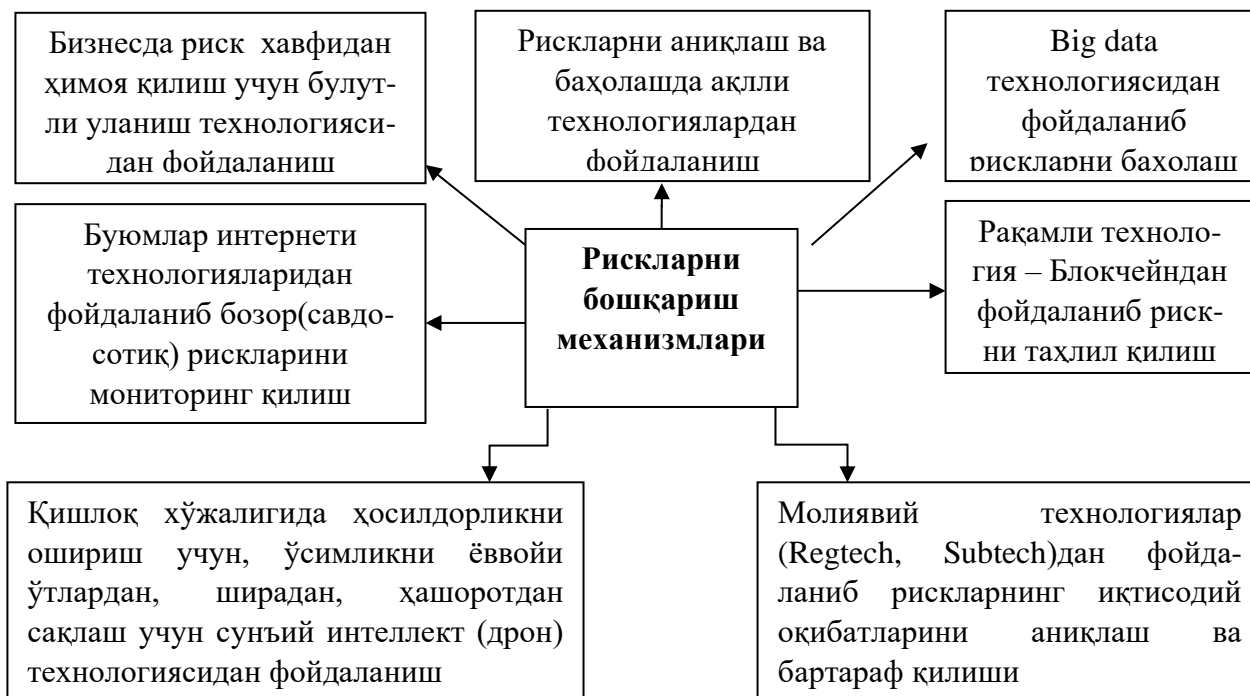 Бизнесда риск хавфидан
ҳимоя қилиш учун булут-
ли уланиш технологияси-
дан фойдаланиш
Рискларни аниқлаш ва
баҳолашда ақлли
технологиялардан
фойдаланиш
Big data
технологиясидан
фойдаланиб
рискларни баҳолаш
Буюмлар интернети
технологияларидан
фойдаланиб бозор(савдо-
сотиқ) рискларини
мониторинг қилиш
Рискларни
бошқариш
механизмлари
Рақамли техноло-
гия – Блокчейндан
фойдаланиб риск-
ни таҳлил қилиш
Қишлоқ хўжалигида ҳосилдорликни
ошириш учун, ўсимликни ёввойи
ўтлардан, ширадан, ҳашоротдан
сақлаш учун сунъий интеллект (дрон)
технологиясидан фойдаланиш
Молиявий технологиялар
(Regtech, Subtech)дан фойда-
ланиб рискларнинг иқтисодий
оқибатларини аниқлаш ва
бартараф қилиши